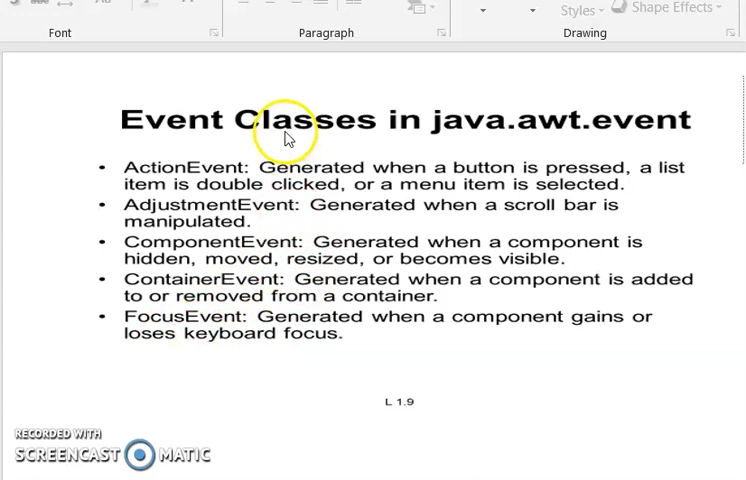 Styles
Shape Effects
Font
Paragraph
Drawing
Event Classes in java.awt.event
• ActionEvent: Generated when a button is pressed, a list
item is double clicked, or a menu item is selected.
• AdjustmentEvent: Generated when a scroll bar is
manipulated.
• ComponentEvent: Generated when a component is
hidden, moved, resized, or becomes visible.
• ContainerEvent: Generated when a component is added
to or removed from a container.
• FocusEvent: Generated when a component gains or
loses keyboard focus.
L 1.9
RECORDED WITH
SCREENCAST MATIC